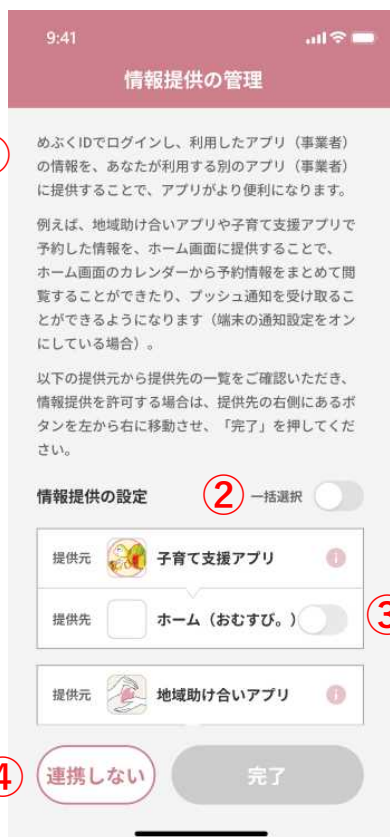 9:41
情報提供の管理
めぶくIDでログインし、利用したアプリ（事業者）
の情報を、あなたが利用する別のアプリ（事業者）
に提供することで、アプリがより便利になります。
例えば、地域助け合いアプリや子育て支援アプリで
予約した情報を、ホーム画面に提供することで、
ホーム画面のカレンダーから予約情報をまとめて閲
覧することができたり、プッシュ通知を受け取るこ
とができるようになります（端末の通知設定をオン
にしている場合）。
以下の提供元から提供先の一覧をご確認いただき、
情報提供を許可する場合は、提供先の右側にあるボ
タンを左から右に移動させ、「完了」を押してくだ
さい。
情報提供の設定 ② 一括選択
提供元 子育て支援アプリ
提供先 ホーム（おむすび。） ③
提供元 地域助け合いアプリ
④ 連携しない 完了